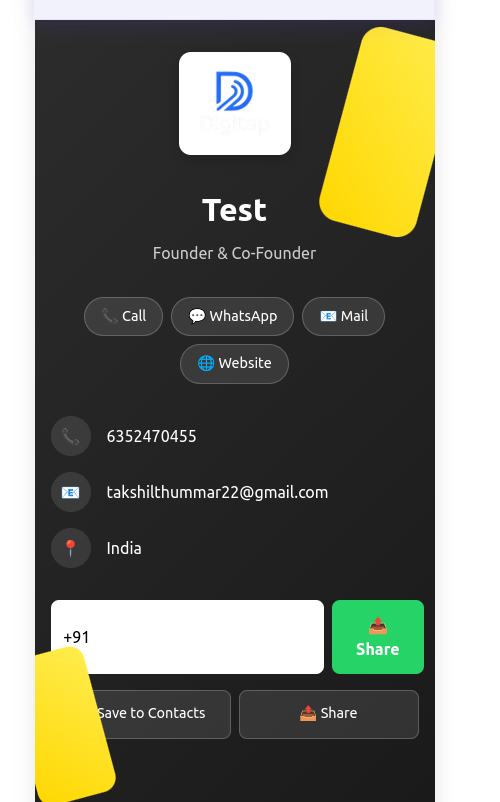 Digitap
Test
Founder & Co-Founder
📞 Call
💬 WhatsApp
📧 Mail
🌐 Website
6352470455
takshilthummar22@gmail.com
India
+91
📤
Share
Save to Contacts
📤 Share